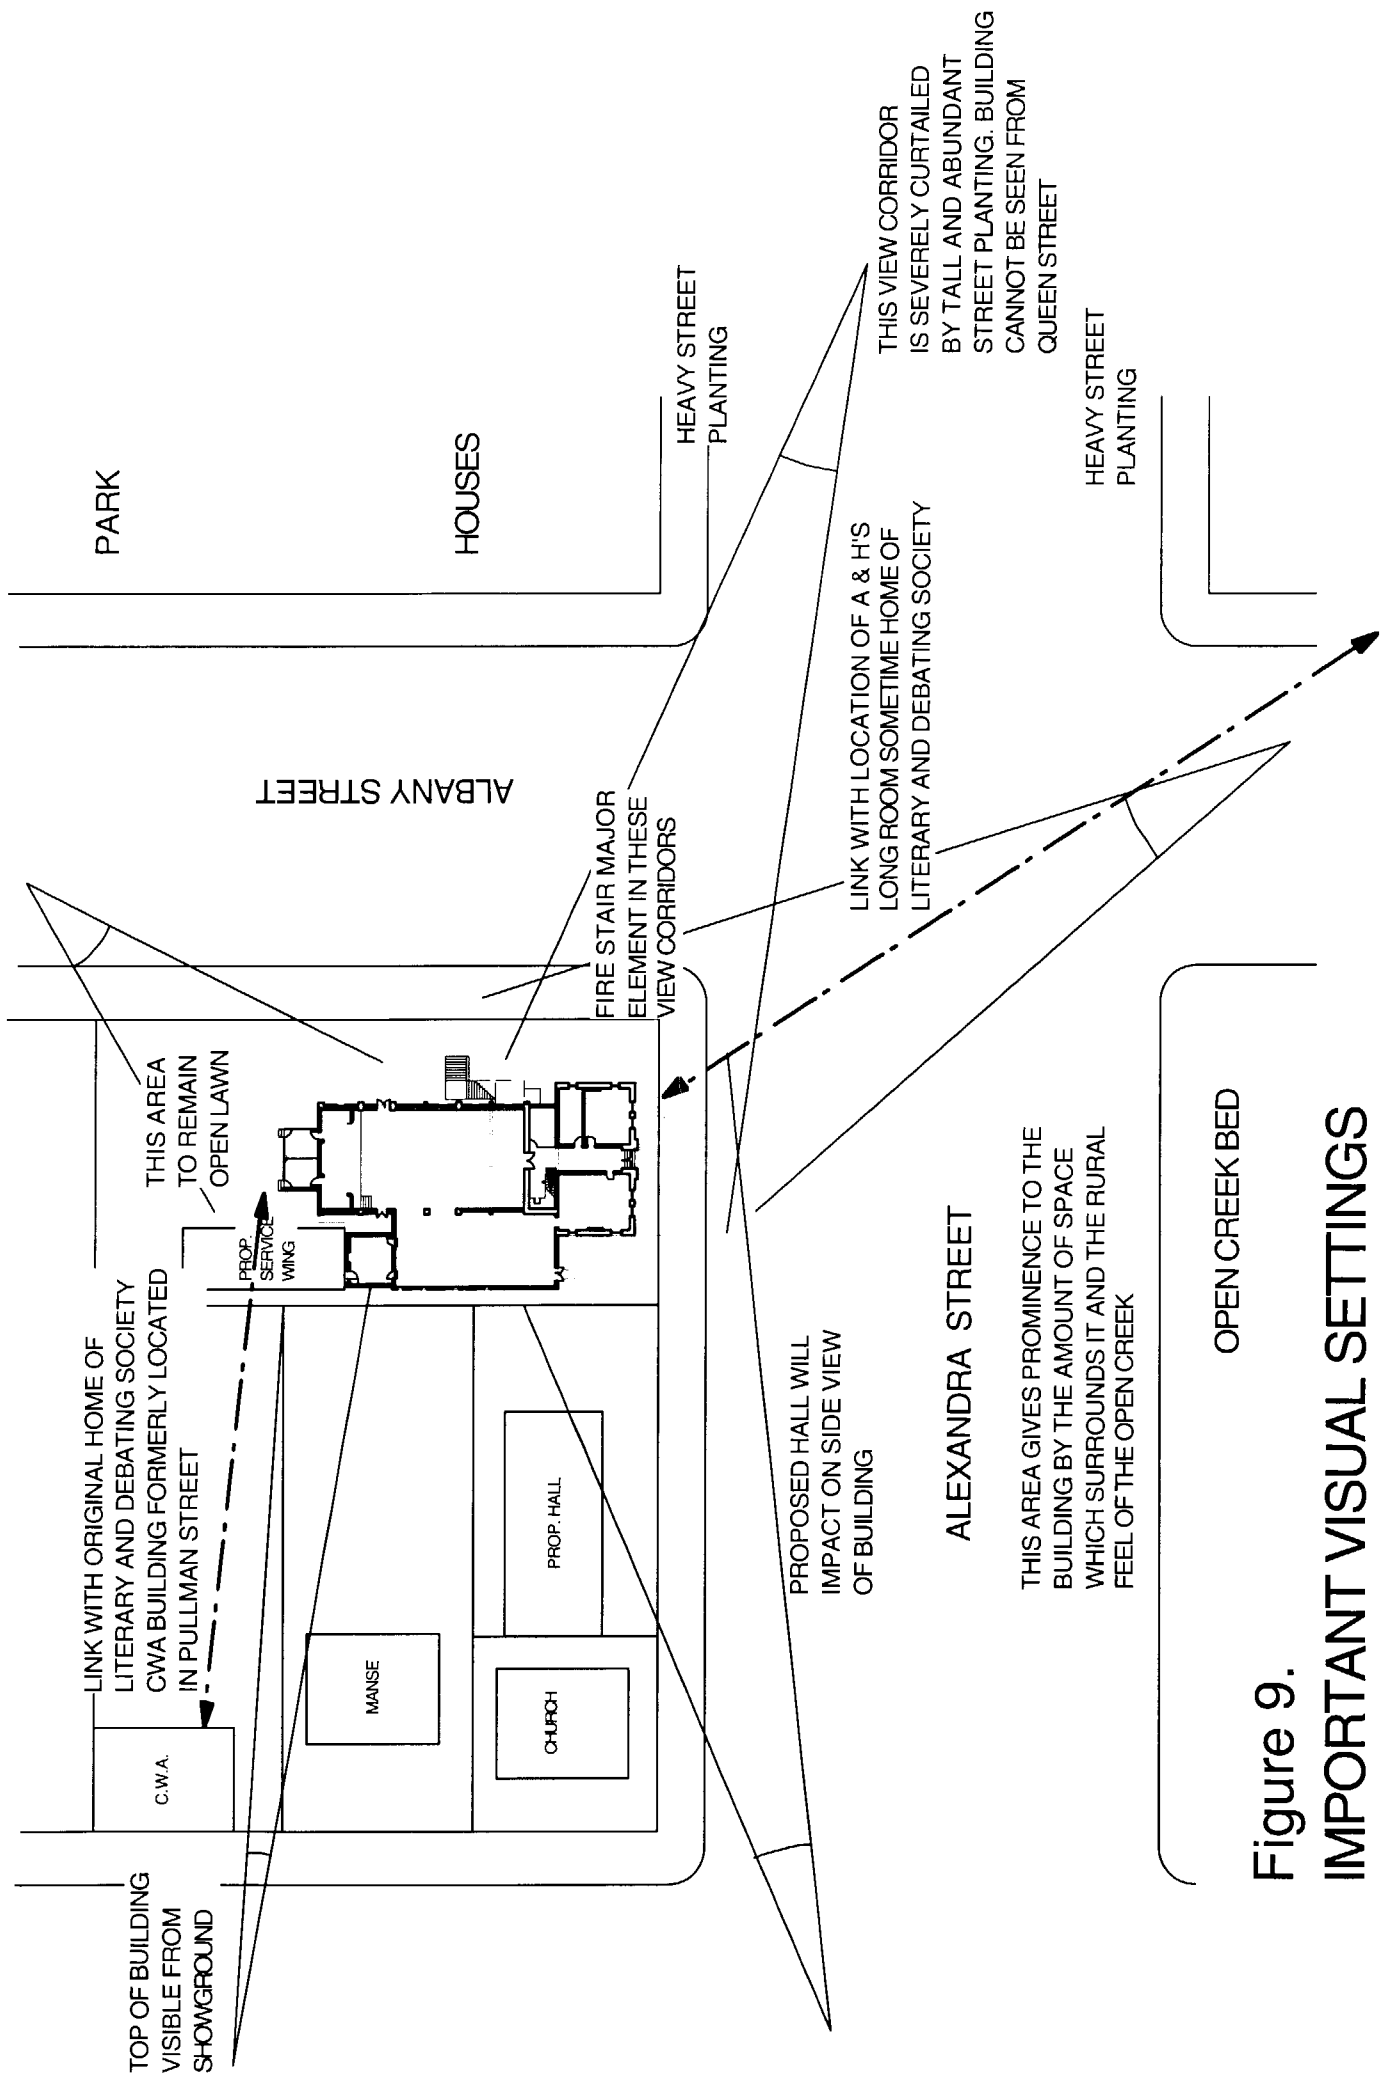 TOP OF BUILDING
VISIBLE FROM
SHOWGROUND
C.W.A.
LINK WITH ORIGINAL HOME OF
LITERARY AND DEBATING SOCIETY
CWA BUILDING FORMERLY LOCATED
IN PULLMAN STREET
THIS AREA
TO REMAIN
OPEN LAWN
PROP.
SERVICE
WING
MANSE
CHURCH
PROP. HALL
ALBANY STREET
PARK
HOUSES
FIRE STAIR MAJOR
ELEMENT IN THESE
VIEW CORRIDORS
HEAVY STREET
PLANTING
PROPOSED HALL WILL
IMPACT ON SIDE VIEW
OF BUILDING
LINK WITH LOCATION OF A & H'S
LONG ROOM SOMETIME HOME OF
LITERARY AND DEBATING SOCIETY
THIS VIEW CORRIDOR
IS SEVERELY CURTAILED
BY TALL AND ABUNDANT
STREET PLANTING. BUILDING
CANNOT BE SEEN FROM
QUEEN STREET
ALEXANDRA STREET
THIS AREA GIVES PROMINENCE TO THE
BUILDING BY THE AMOUNT OF SPACE
WHICH SURROUNDS IT AND THE RURAL
FEEL OF THE OPEN CREEK
HEAVY STREET
PLANTING
OPEN CREEK BED
Figure 9.
IMPORTANT VISUAL SETTINGS